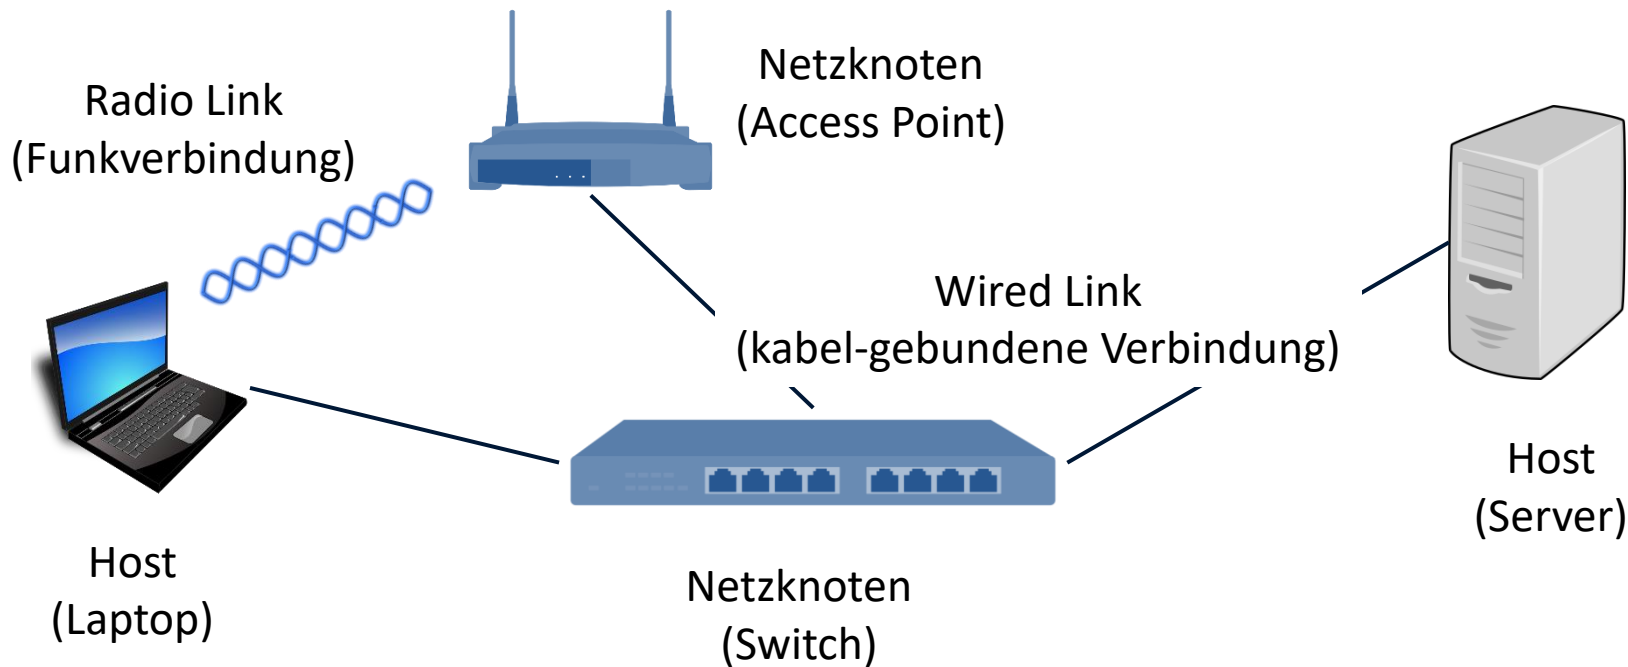 Radio Link
(Funkverbindung)
Netzknoten
(Access Point)
Wired Link
(kabel-gebundene Verbindung)
Host
(Server)
Host
(Laptop)
Netzknoten
(Switch)